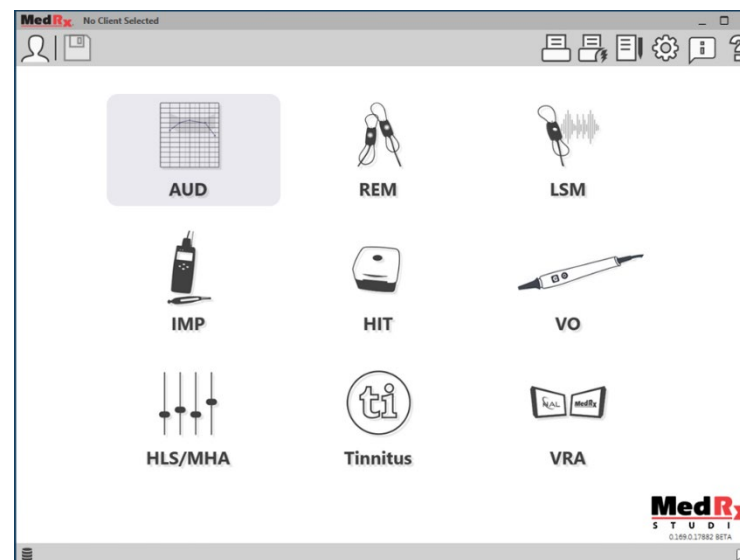 MedRx No Client Selected
AUD REM LSM
IMP HIT VO
ti
NAL MedRx
HLS/MHA Tinnitus VRA
MedRx
STUDI
0.169.0.17882 BETA